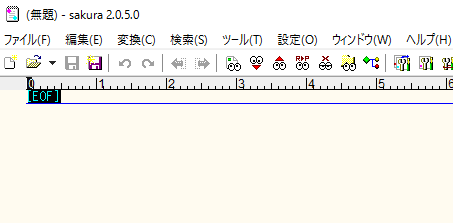 (無題) - sakura 2.0.5.0
ファイル(F) 編集(E) 変換(C) 検索(S) ツール(T) 設定(O) ウィンドウ(W) ヘルプ(H)
0 1 2 3 4 5 6
[EOF]